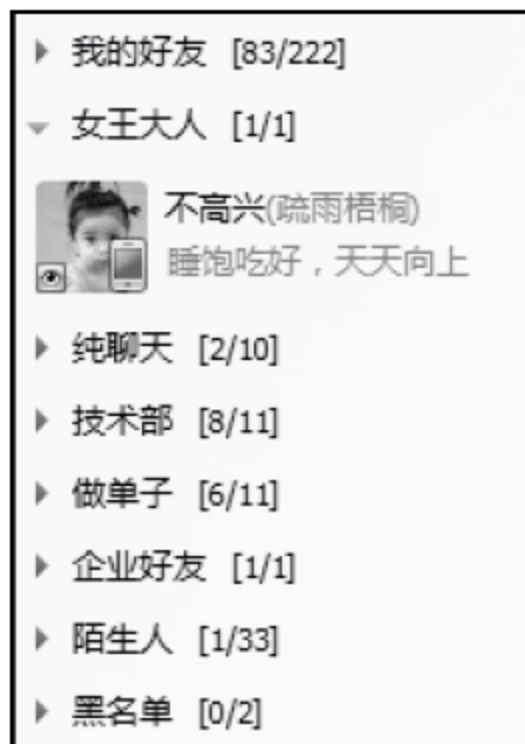 我的好友 [83/222]
女王大人 [1/1]
不高兴(疏雨梧桐)
睡饱吃好，天天向上
纯聊天 [2/10]
技术部 [8/11]
做单子 [6/11]
企业好友 [1/1]
陌生人 [1/33]
黑名单 [0/2]